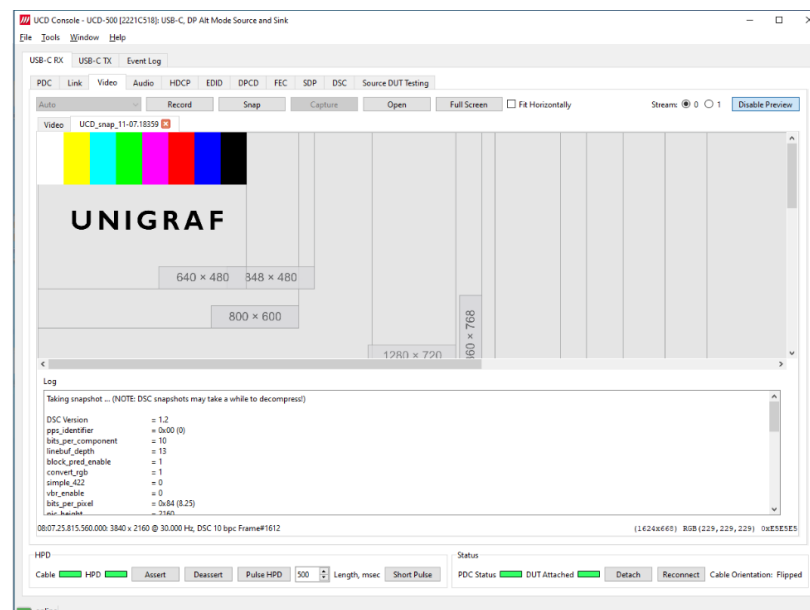 UCD Console - UCD-500 [2221C518]: USB-C, DP Alt Mode Source and Sink
File Tools Window Help
USB-C RX USB-C TX Event Log
PDC Link Video Audio HDCP EDID DPCD FEC SDP DSC Source DUT Testing
Auto Record Snap Capture Open Full Screen Fit Horizontally Stream: 0 1 Disable Preview
Video UCD_snap_11-07.18359
UNIGRAF
640 × 480 848 × 480
800 × 600
1280 × 720
60 × 768
Log
Taking snapshot ... (NOTE: DSC snapshots may take a while to decompress!)
DSC Version = 1.2
pps_identifier = 0x00 (0)
bits_per_component = 10
linebuf_depth = 13
block_pred_enable = 1
convert_rgb = 1
simple_422 = 0
vbr_enable = 0
bits_per_pixel = 0x84 (8.25)
pic_height = 2160
08:07.25.815.560.000: 3840 x 2160 @ 30.000 Hz, DSC 10 bpc Frame#1612 (1624x668) RGB(229,229,229) 0xE5E5E5
HPD Status
Cable HPD Assert Deassert Pulse HPD 500 Length, msec Short Pulse PDC Status DUT Attached Detach Reconnect Cable Orientation: Flipped